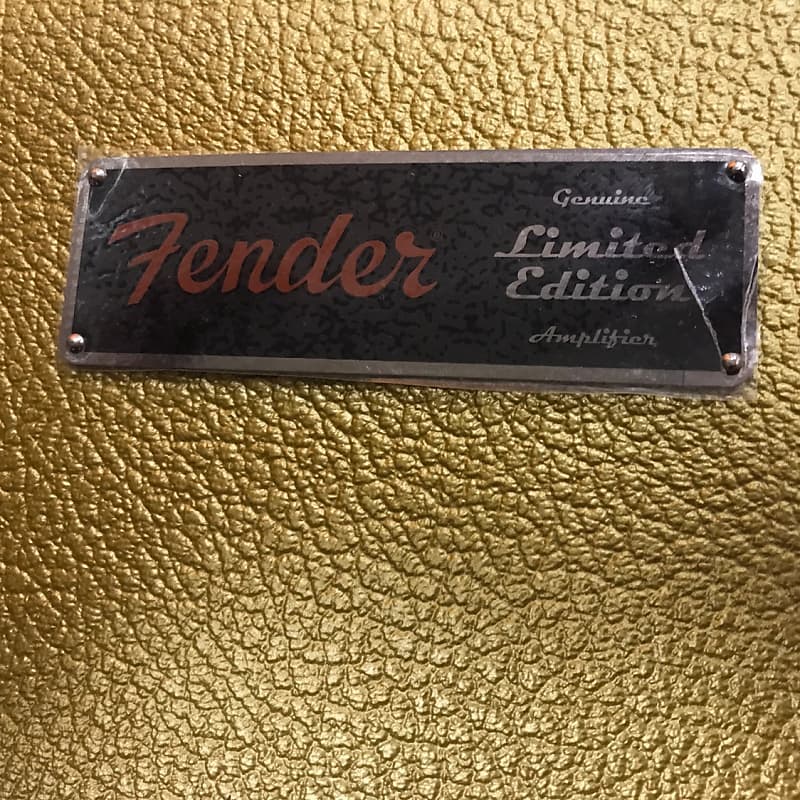 Fender
Genuine
Limited
Edition
Amplifier